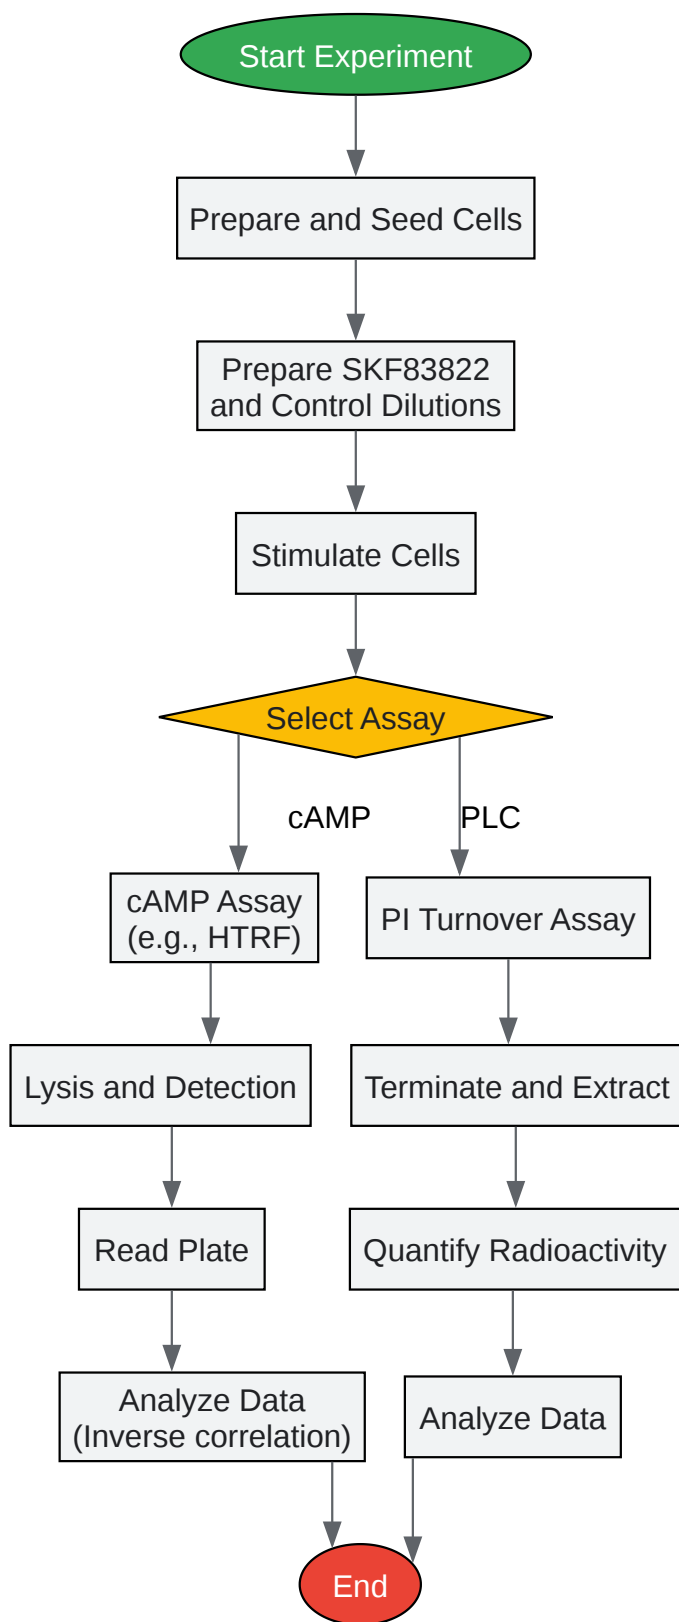 Start Experiment
Prepare and Seed Cells
Prepare SKF83822
and Control Dilutions
Stimulate Cells
Select Assay
cAMP
PLC
cAMP Assay
(e.g., HTRF)
PI Turnover Assay
Lysis and Detection
Terminate and Extract
Read Plate
Quantify Radioactivity
Analyze Data
(Inverse correlation)
Analyze Data
End